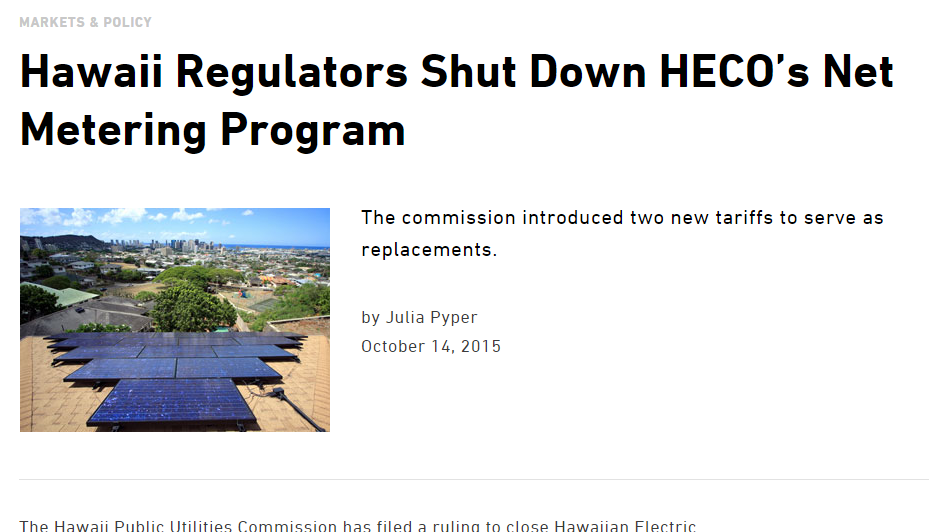 MARKETS & POLICY
Hawaii Regulators Shut Down HECO’s Net
Metering Program
The commission introduced two new tariffs to serve as
replacements.
by Julia Pyper
October 14, 2015
The Hawaii Public Utilities Commission has filed a ruling to close Hawaiian Electric